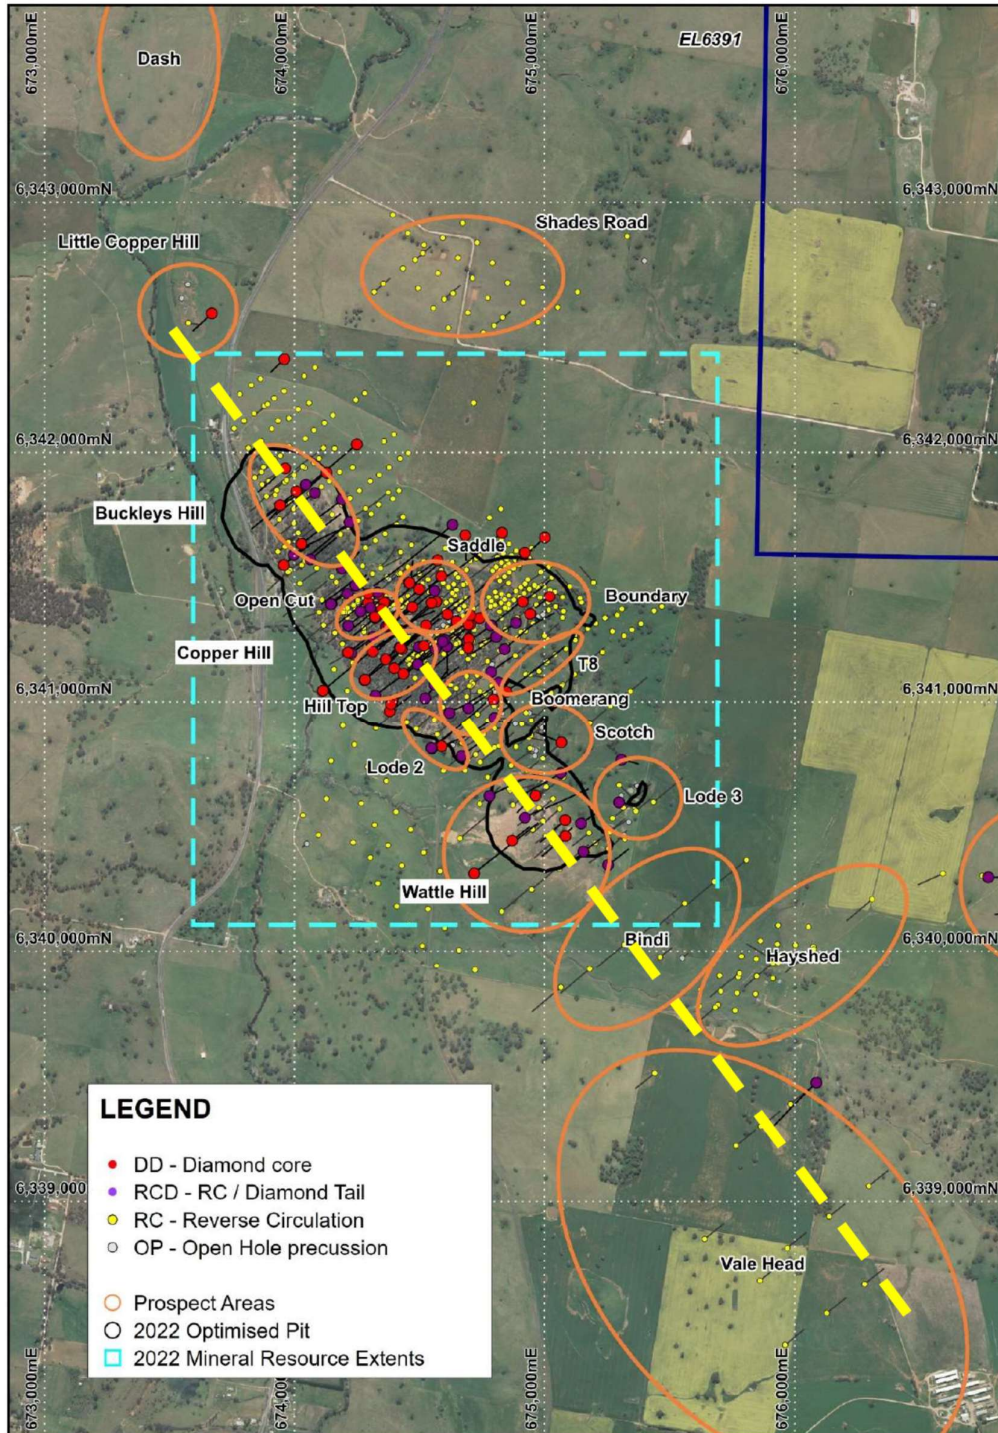 673,000mE
674,000mE
675,000mE
676,000mE
EL6391
Dash
6,343,000mN
6,343,000mN
Shades Road
Little Copper Hill
6,342,000mN
6,342,000mN
Buckleys Hill
Saddle
Open Cut
Boundary
Copper Hill
T8
6,341,000mN
6,341,000mN
Hill Top
Boomerang
Scotch
Lode 2
Lode 3
Wattle Hill
6,340,000mN
6,340,000mN
Bindi
Hayshed
LEGEND
DD - Diamond core
RCD - RC / Diamond Tail
RC - Reverse Circulation
OP - Open Hole precussion
Prospect Areas
2022 Optimised Pit
2022 Mineral Resource Extents
6,339,000mN
Vale Head
673,000mE
674,000mE
675,000mE
676,000mE